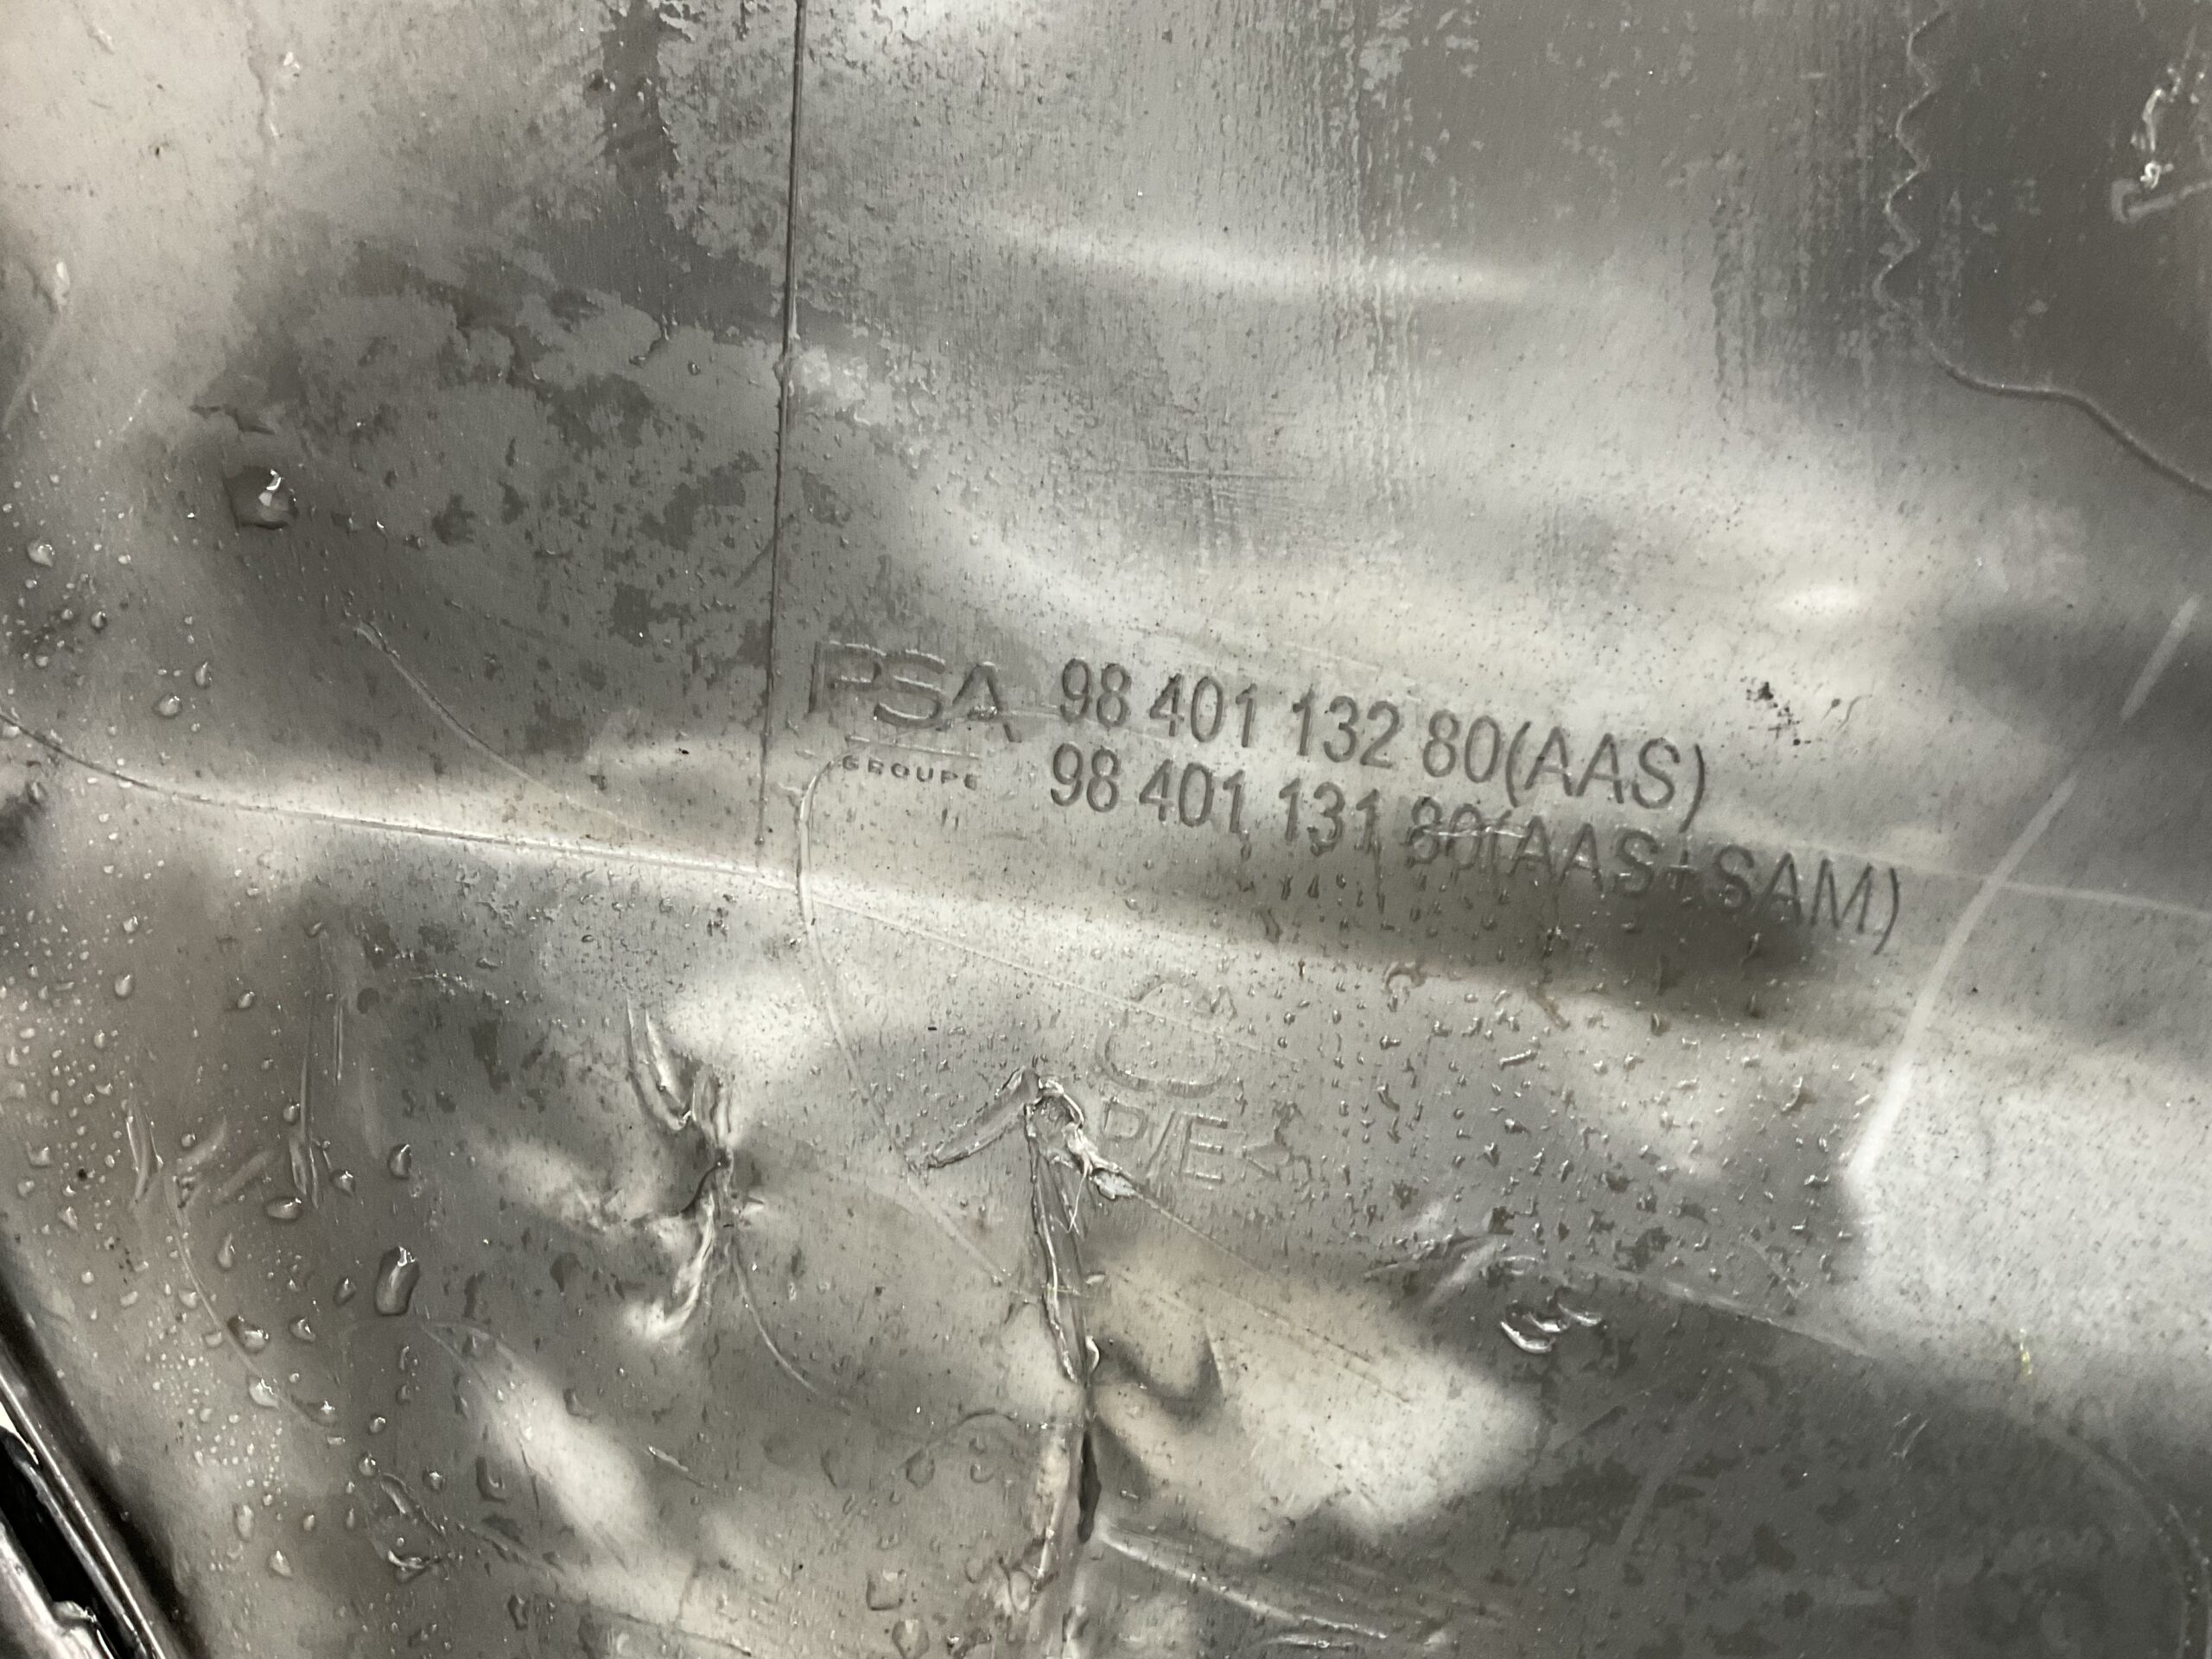 PSA 98 401 132 80(AAS)
GROUPE 98 401 131 80(AAS+SAM)
P/E